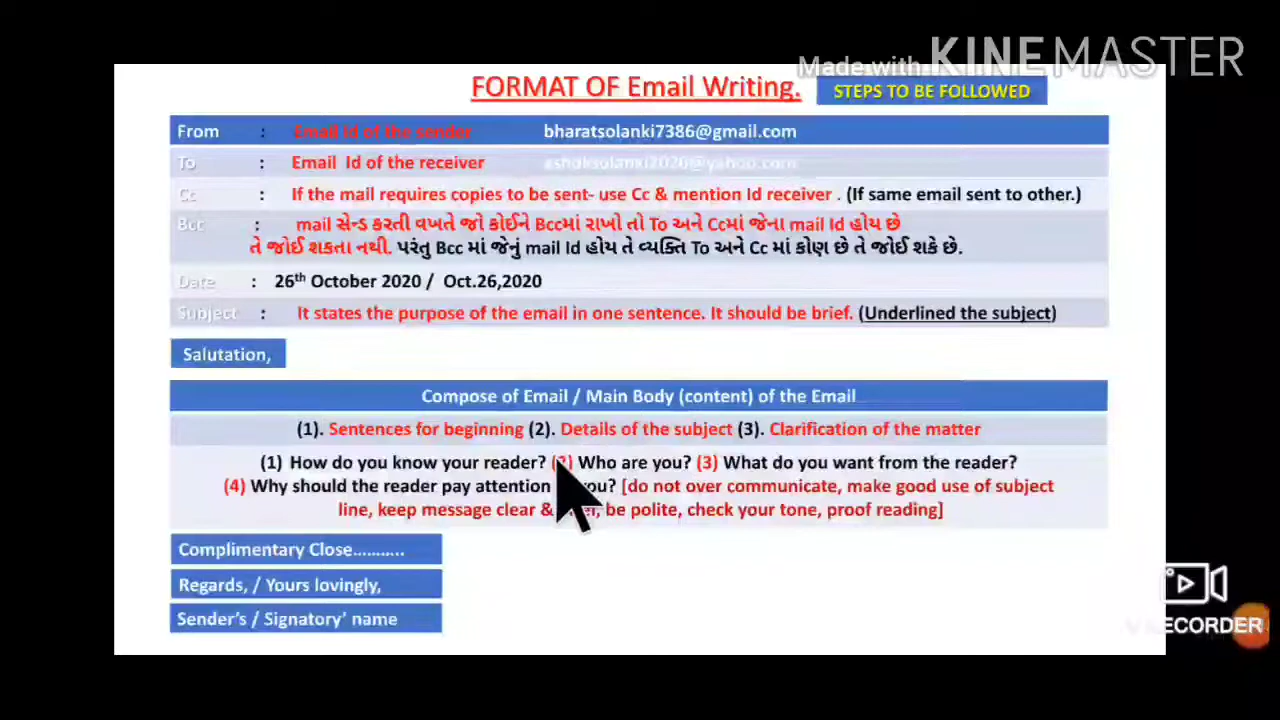 Made with KINEMASTER
FORMAT OF Email Writing.
STEPS TO BE FOLLOWED
From : Email Id of the sender bharatsolanki7386@gmail.com
To : Email Id of the receiver ashoksolanki2020@yahoo.com
Cc : If the mail requires copies to be sent- use Cc & mention Id receiver . (If same email sent to other.)
Bcc : mail સેન્ડ કરતી વખતે જો કોઈને Bccમાં રાખો તો To અને Ccમાં જેના mail Id હોય છે
તે જોઈ શકતા નથી. પરંતુ Bcc માં જેનું mail Id હોય તે વ્યક્તિ To અને Cc માં કોણ છે તે જોઈ શકે છે.
Date : 26th October 2020 / Oct.26,2020
Subject : It states the purpose of the email in one sentence. It should be brief. (Underlined the subject)
Salutation,
Compose of Email / Main Body (content) of the Email
(1). Sentences for beginning (2). Details of the subject (3). Clarification of the matter
(1) How do you know your reader? (2) Who are you? (3) What do you want from the reader?
(4) Why should the reader pay attention you? [do not over communicate, make good use of subject
line, keep message clear & be polite, check your tone, proof reading]
Complimentary Close...........
Regards, / Yours lovingly,
Sender's / Signatory' name
RECORDER